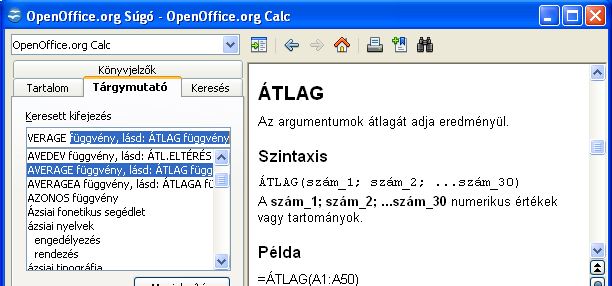 OpenOffice.org Súgó - OpenOffice.org Calc
OpenOffice.org Calc
Könyvjelzők
Tartalom Tárgymutató Keresés
Keresett kifejezés
VERAGE függvény, lásd: ÁTLAG függvény
AVEDEV függvény, lásd: ÁTL.ELTÉRÉS
AVERAGE függvény, lásd: ÁTLAG függ
AVERAGEA függvény, lásd: ÁTLAGA fü
AZONOS függvény
Ázsiai fonetikus segédlet
ázsiai nyelvek
engedélyezés
rendezés
ázsiai tipográfia
ÁTLAG
Az argumentumok átlagát adja eredményül.
Szintaxis
ÁTLAG(szám_1; szám_2; ...szám_30)
A szám_1; szám_2; ...szám_30 numerikus értékek
vagy tartományok.
Példa
=ÁTLAG(A1:A50)